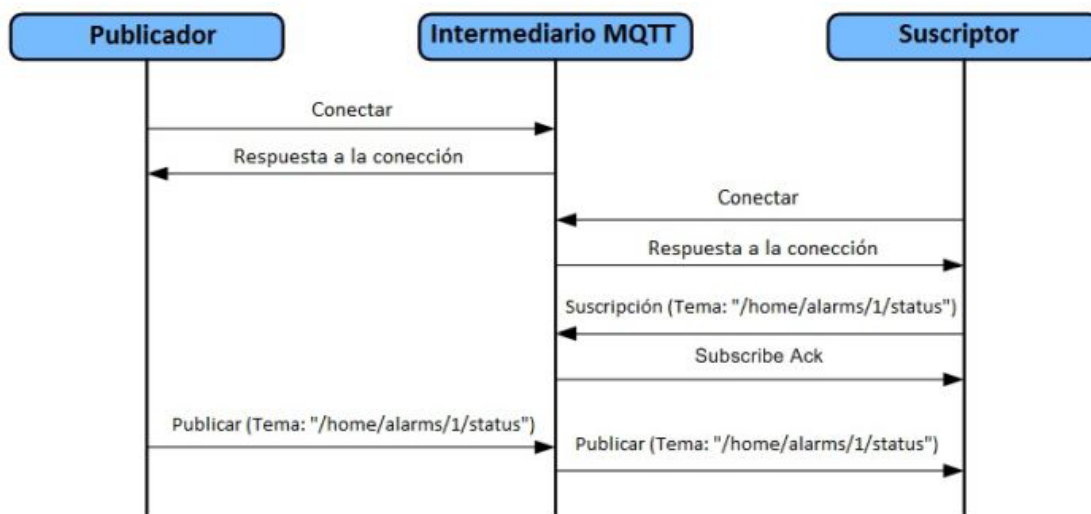 Publicador
Intermediario MQTT
Suscriptor
Conectar
Respuesta a la conección
Conectar
Respuesta a la conección
Suscripción (Tema: "/home/alarms/1/status")
Subscribe Ack
Publicar (Tema: "/home/alarms/1/status")
Publicar (Tema: "/home/alarms/1/status")